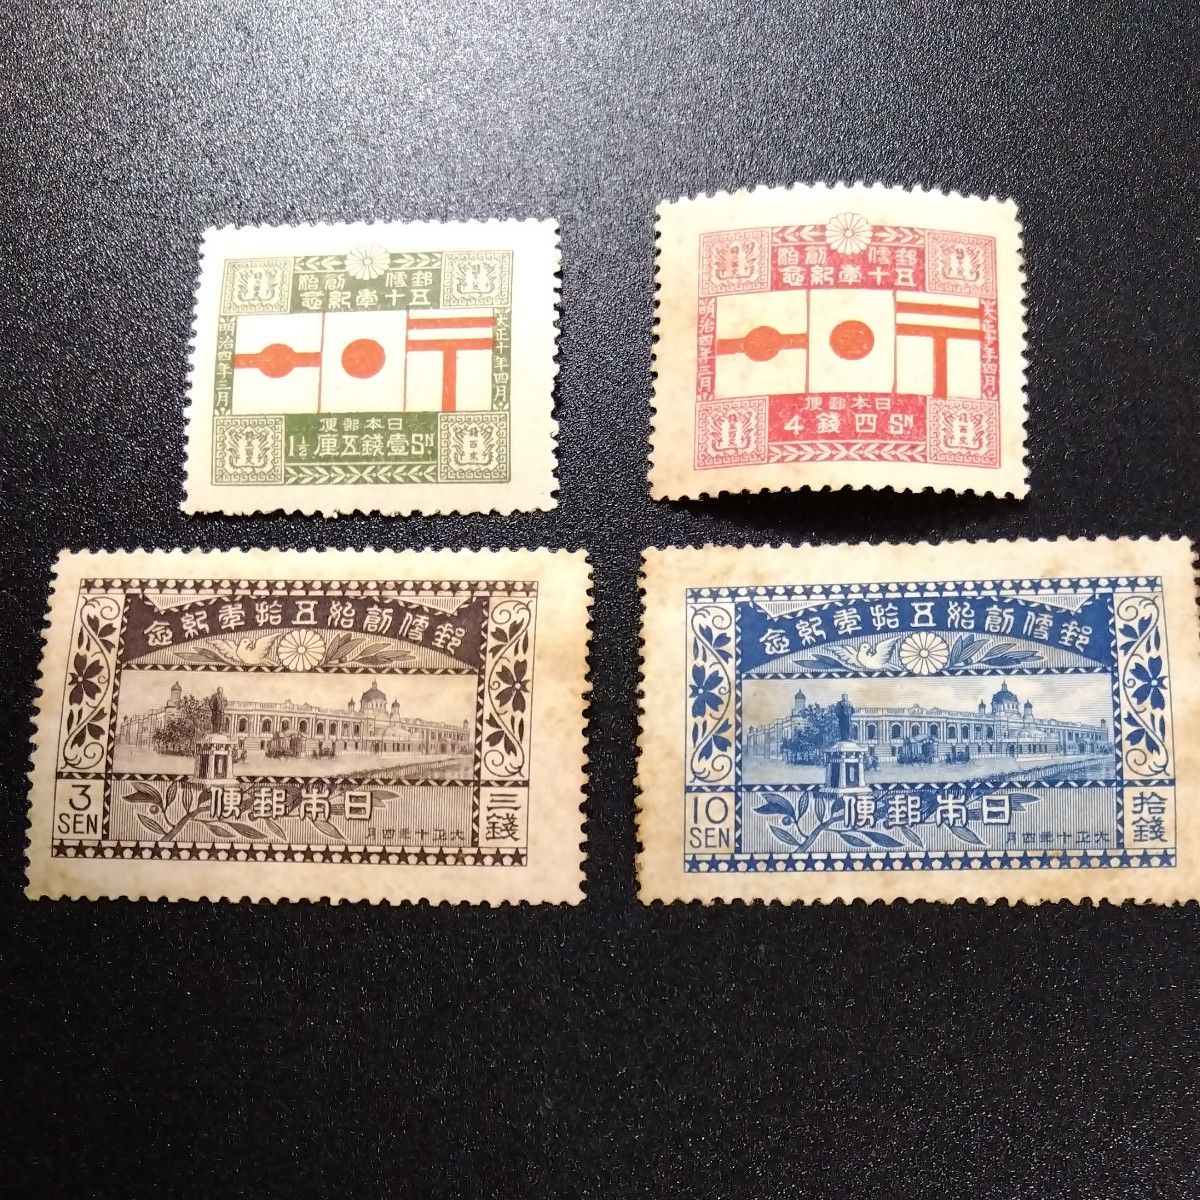 郵便創始
五十年紀念
大正十年四月
明治四年三月
日本郵便
1½ 壹錢五厘 Sⁿ.
郵便創始
五十年紀念
大正十年四月
明治四年三月
日本郵便
4 四錢 Sⁿ.
郵便創始五拾年紀念
日本郵便
大正十年四月
3
SEN
三錢
郵便創始五拾年紀念
日本郵便
大正十年四月
10
SEN
拾錢